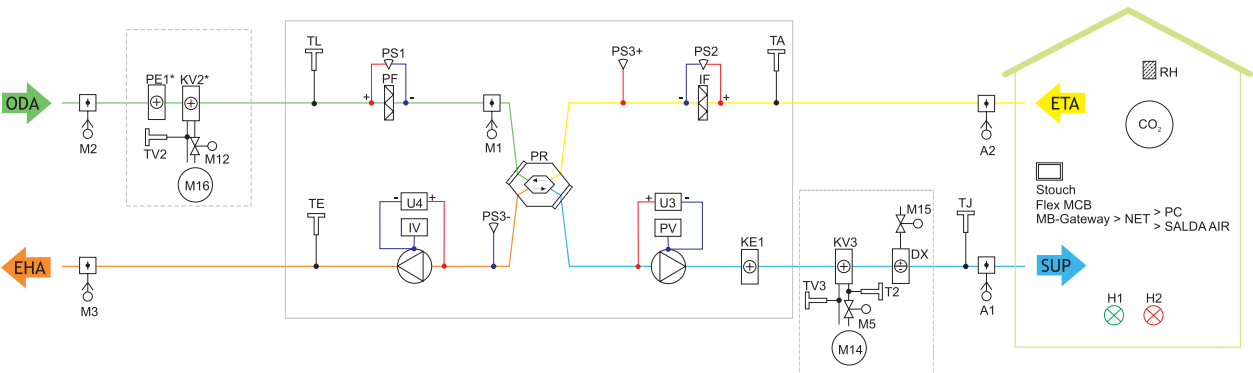 TL
PS1
PS3+
PS2
TA
RH
PE1*
KV2*
PF
IF
+
-
-
+
ODA
ETA
CO2
M2
TV2
M12
M1
A2
PR
M16
Stouch
Flex MCB
MB-Gateway > NET > PC
> SALDA AIR
TE
-
U4
+
PS3-
+
U3
-
M15
TJ
IV
PV
KE1
KV3
DX
EHA
SUP
M3
TV3
T2
M5
A1
H1
H2
M14